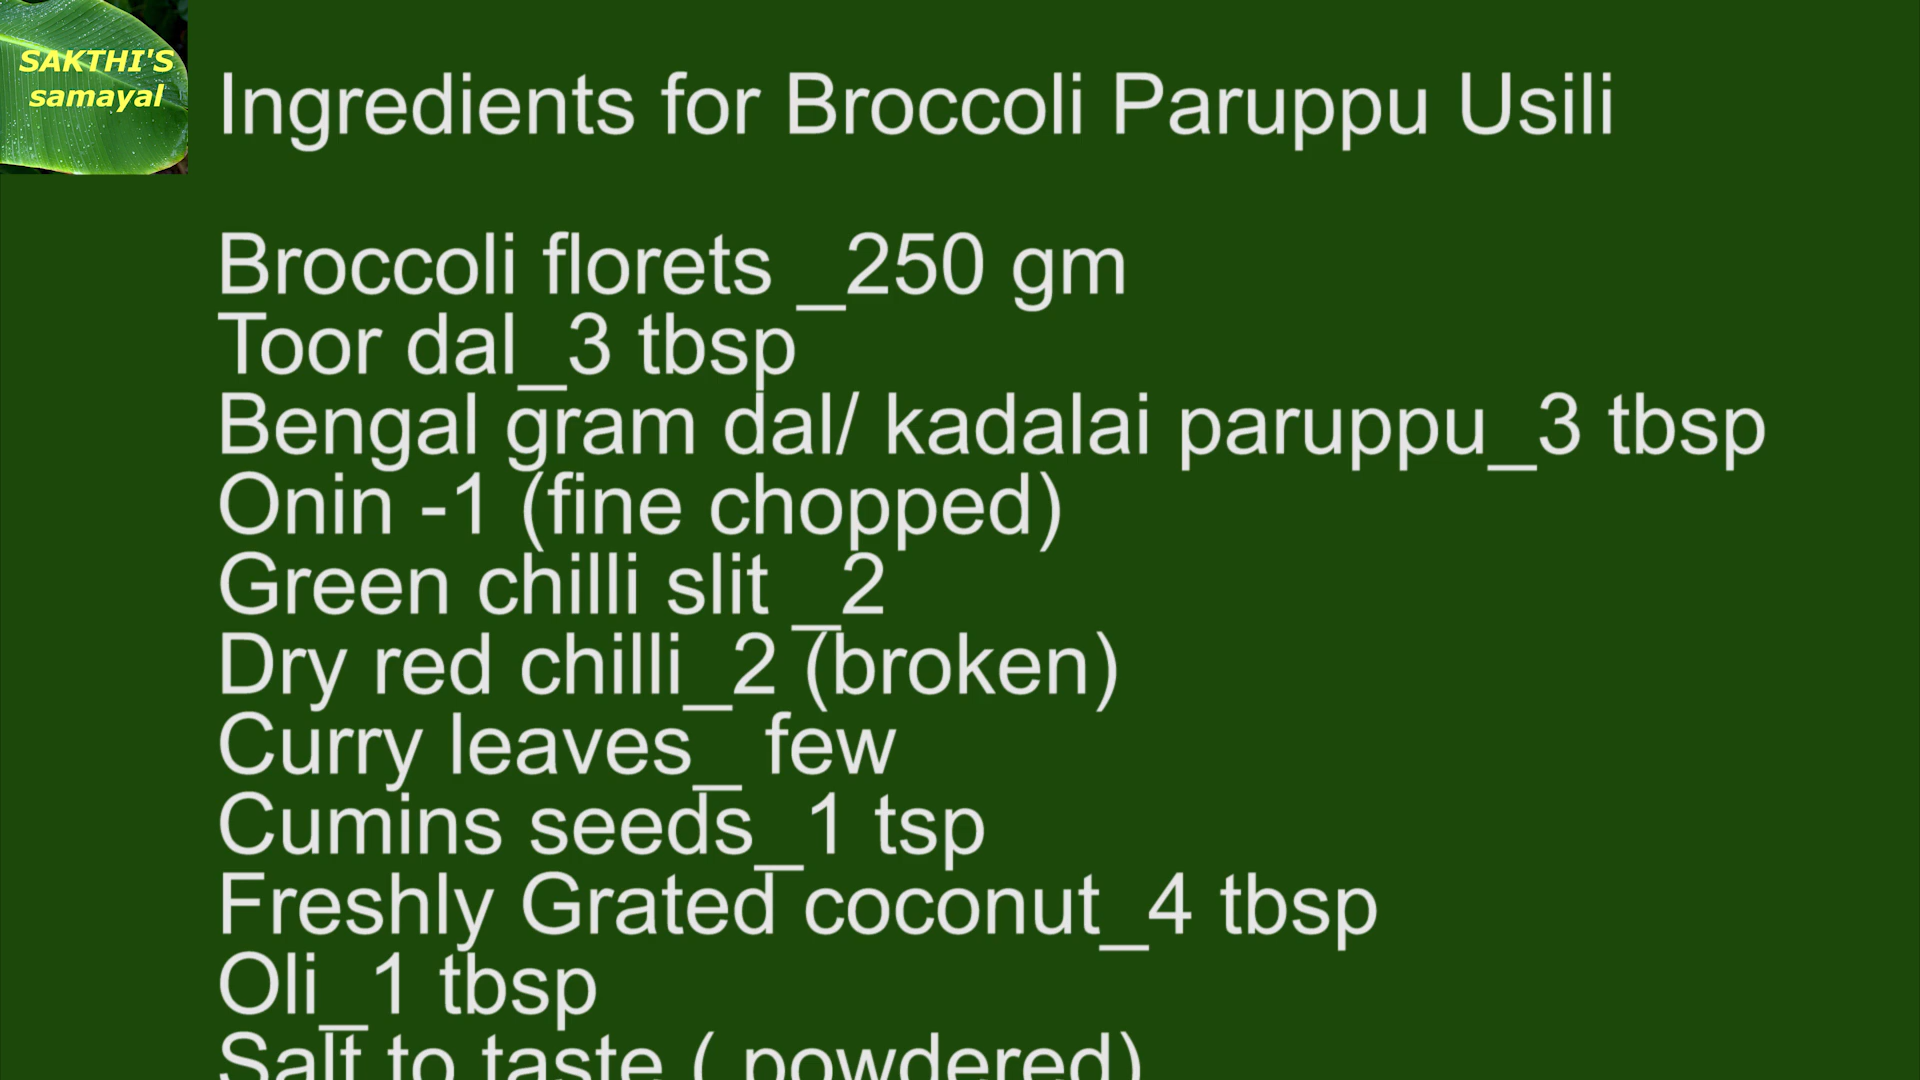 SAKTHI'S
samayal
Ingredients for Broccoli Paruppu Usili
Broccoli florets _250 gm
Toor dal_3 tbsp
Bengal gram dal/ kadalai paruppu_3 tbsp
Onin -1 (fine chopped)
Green chilli slit _2
Dry red chilli_2 (broken)
Curry leaves_ few
Cumins seeds_1 tsp
Freshly Grated coconut_4 tbsp
Oli_1 tbsp
Salt to taste ( powdered)